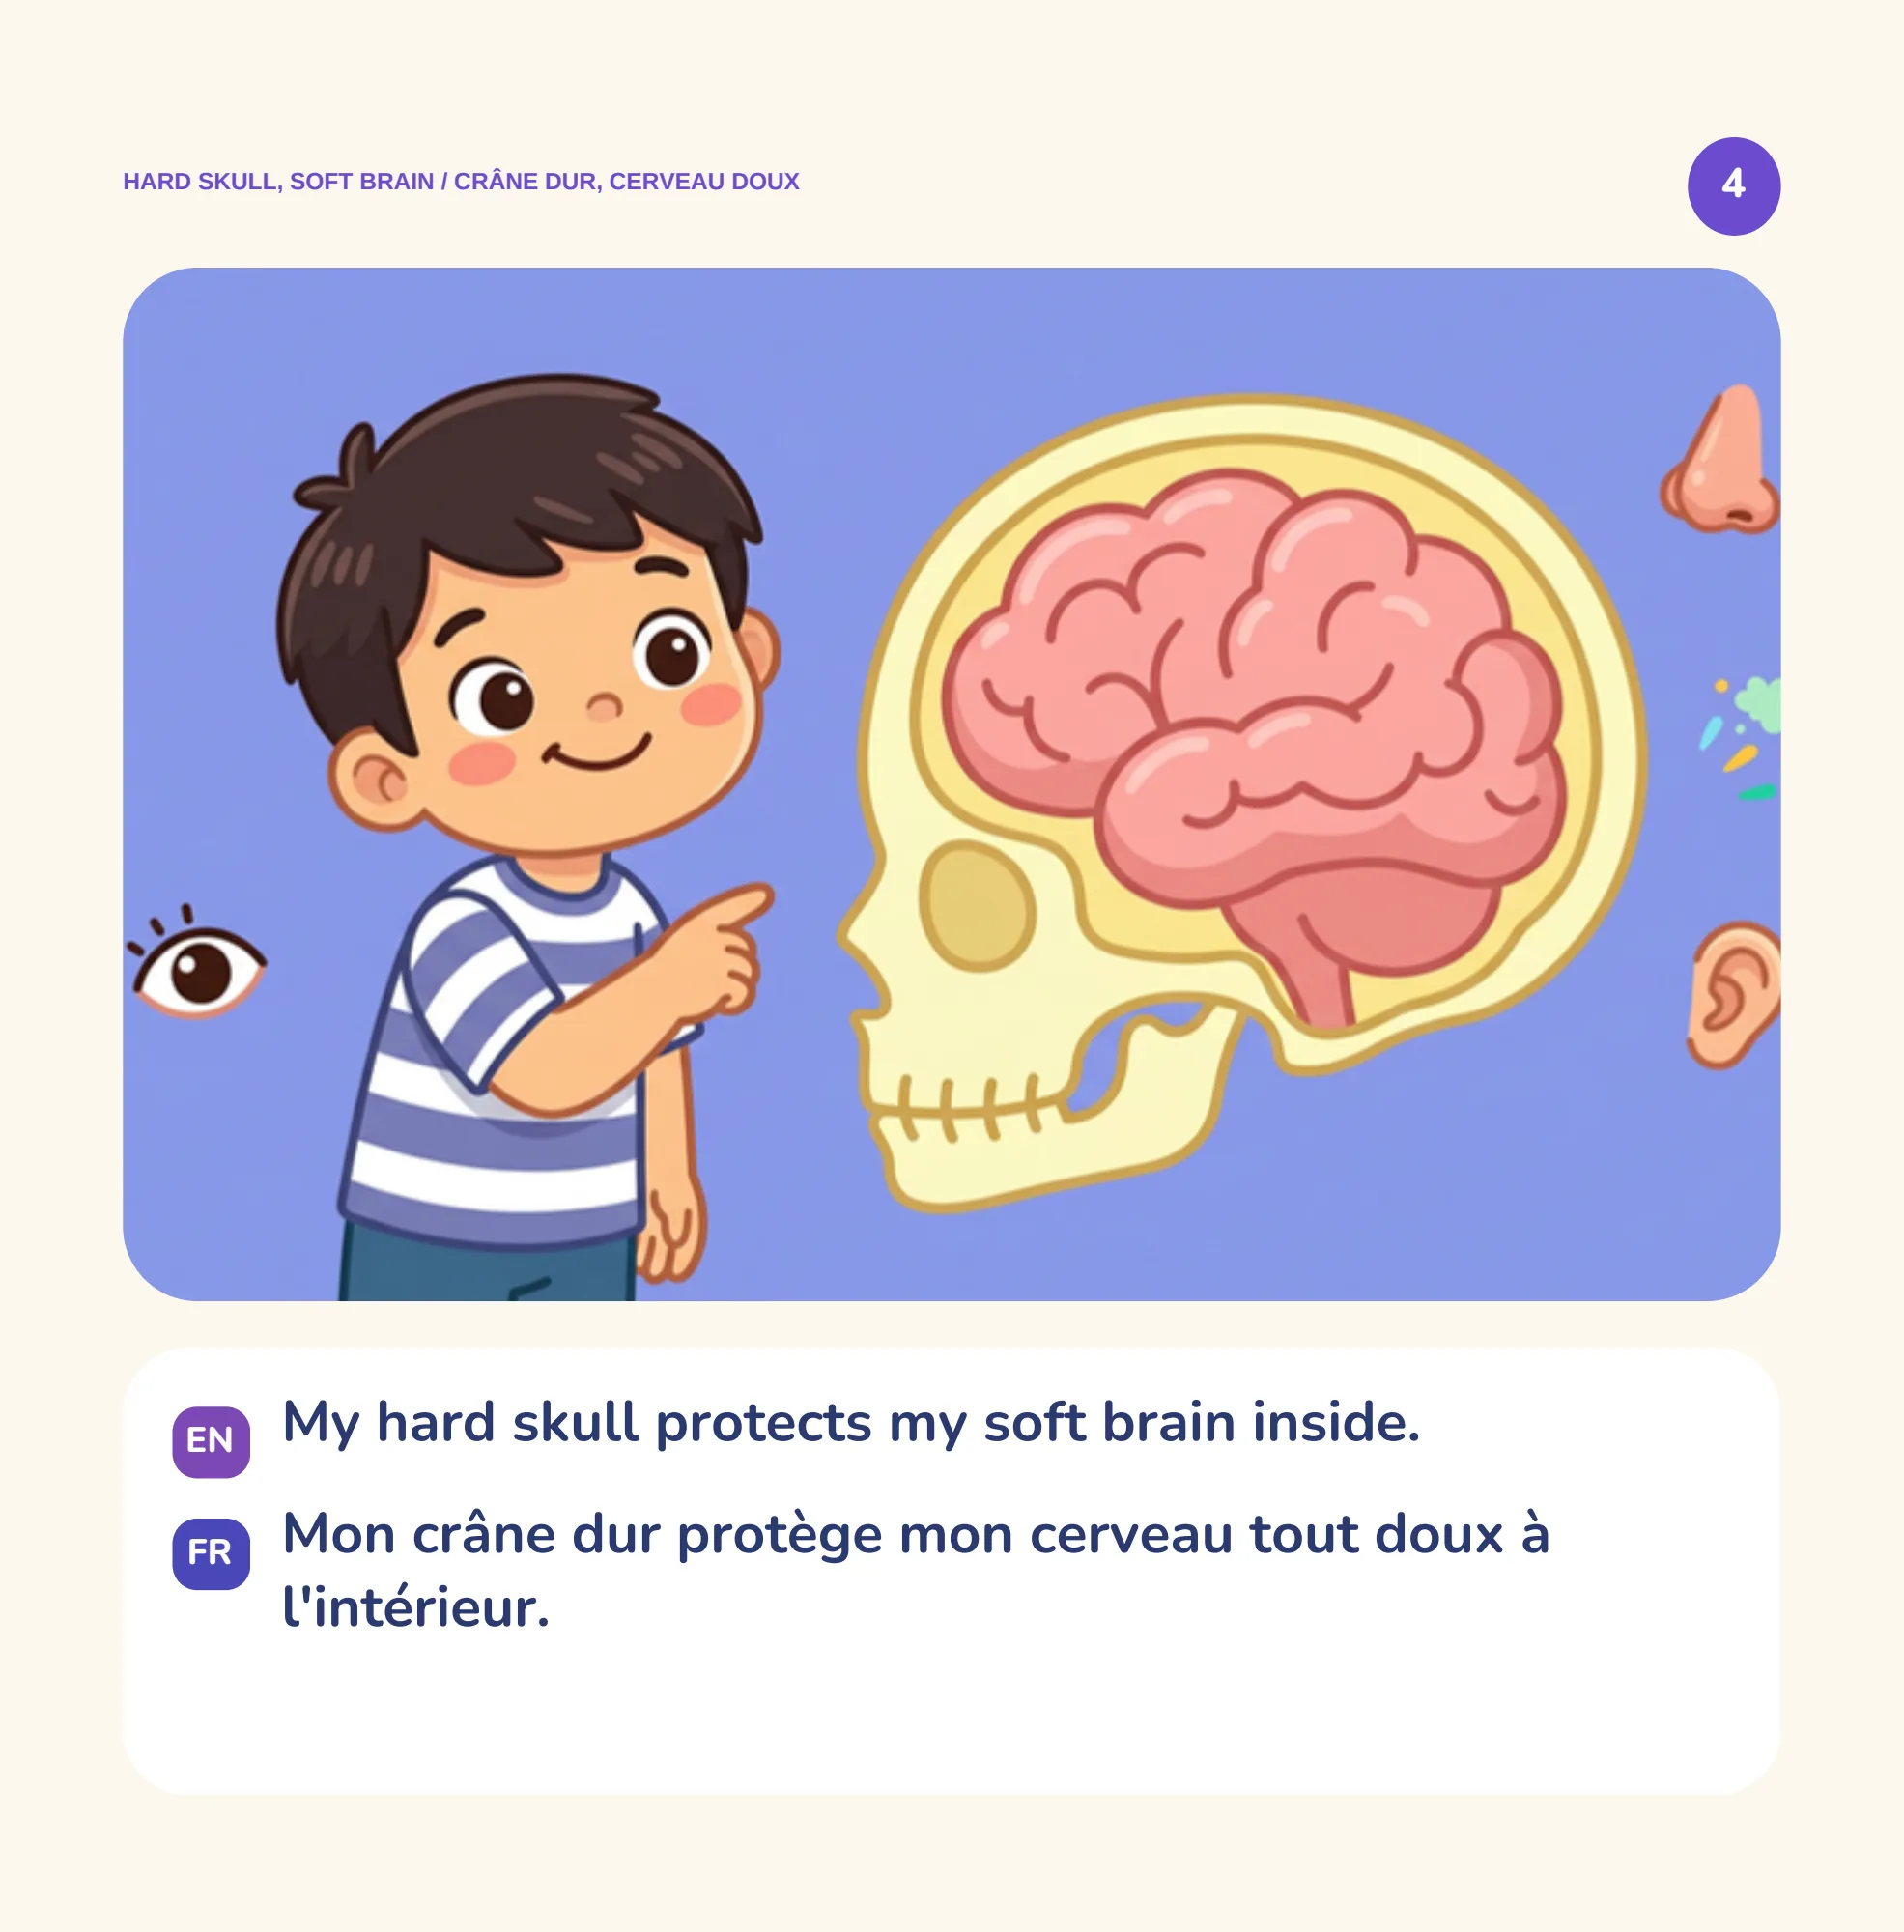 HARD SKULL, SOFT BRAIN / CRÂNE DUR, CERVEAU DOUX
4
EN My hard skull protects my soft brain inside.
FR Mon crâne dur protège mon cerveau tout doux à
l'intérieur.